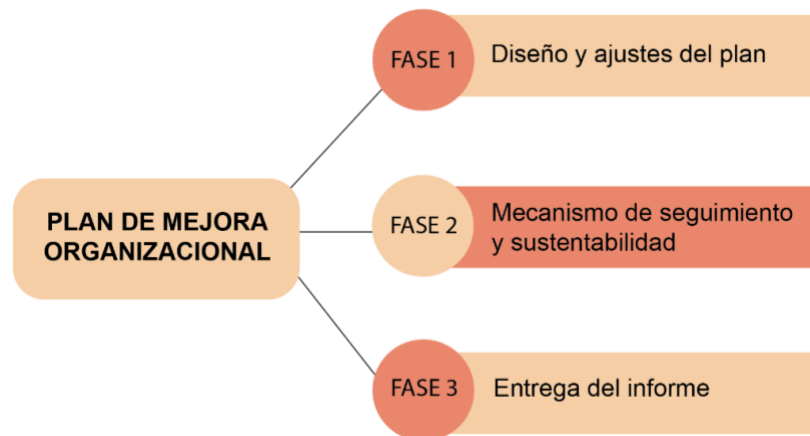 FASE 1
Diseño y ajustes del plan
PLAN DE MEJORA
ORGANIZACIONAL
FASE 2
Mecanismo de seguimiento
y sustentabilidad
FASE 3
Entrega del informe